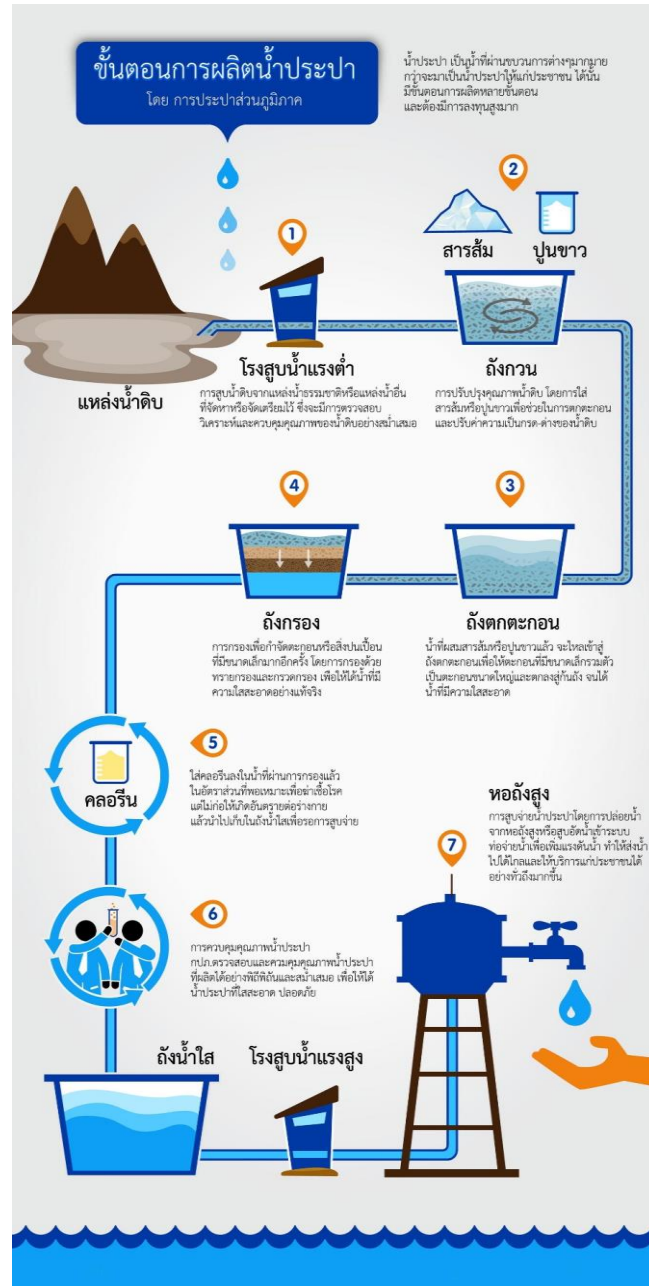 ขั้นตอนการผลิตน้ำประปา
โดย การประปาส่วนภูมิภาค
น้ำประปา เป็นน้ำที่ผ่านขบวนการต่างๆมากมาย
กว่าจะมาเป็นน้ำประปาให้แก่ประชาชน ได้นั้น
มีขั้นตอนการผลิตหลายขั้นตอน
และต้องมีการลงทุนสูงมาก
1
2
สารส้ม
ปูนขาว
แหล่งน้ำดิบ
โรงสูบน้ำแรงต่ำ
การสูบน้ำดิบจากแหล่งน้ำธรรมชาติหรือแหล่งน้ำอื่น
ที่จัดหาหรือจัดเตรียมไว้ ซึ่งจะมีการตรวจสอบ
วิเคราะห์และควบคุมคุณภาพของน้ำดิบอย่างสม่ำเสมอ
ถังกวน
การปรับปรุงคุณภาพน้ำดิบ โดยการใส่
สารส้มหรือปูนขาวเพื่อช่วยในการตกตะกอน
และปรับค่าความเป็นกรด-ด่างของน้ำดิบ
4
3
ถังกรอง
การกรองเพื่อกำจัดตะกอนหรือสิ่งปนเปื้อน
ที่มีขนาดเล็กมากอีกครั้ง โดยการกรองด้วย
ทรายกรองและกรวดกรอง เพื่อให้ได้น้ำที่มี
ความใสสะอาดอย่างแท้จริง
ถังตกตะกอน
น้ำที่ผสมสารส้มหรือปูนขาวแล้ว จะไหลเข้าสู่
ถังตกตะกอนเพื่อให้ตะกอนที่มีขนาดเล็กรวมตัว
เป็นตะกอนขนาดใหญ่และตกลงสู่ก้นถัง จนได้
น้ำที่มีความใสสะอาด
คลอรีน
5
ใส่คลอรีนลงในน้ำที่ผ่านการกรองแล้ว
ในอัตราส่วนที่พอเหมาะเพื่อฆ่าเชื้อโรค
แต่ไม่ก่อให้เกิดอันตรายต่อร่างกาย
แล้วนำไปเก็บในถังน้ำใสเพื่อรอการสูบจ่าย
หอถังสูง
การสูบจ่ายน้ำประปาโดยการปล่อยน้ำ
จากหอถังสูงหรือสูบอัดน้ำเข้าระบบ
ท่อจ่ายน้ำเพื่อเพิ่มแรงดันน้ำ ทำให้ส่งน้ำ
ไปได้ไกลและให้บริการแก่ประชาชนได้
อย่างทั่วถึงมากขึ้น
7
6
การควบคุมคุณภาพน้ำประปา
กปภ.ตรวจสอบและควมคุมคุณภาพน้ำประปา
ที่ผลิตได้อย่างพิถีพิถันและสม่ำเสมอ เพื่อให้ได้
น้ำประปาที่ใสสะอาด ปลอดภัย
ถังน้ำใส
โรงสูบน้ำแรงสูง